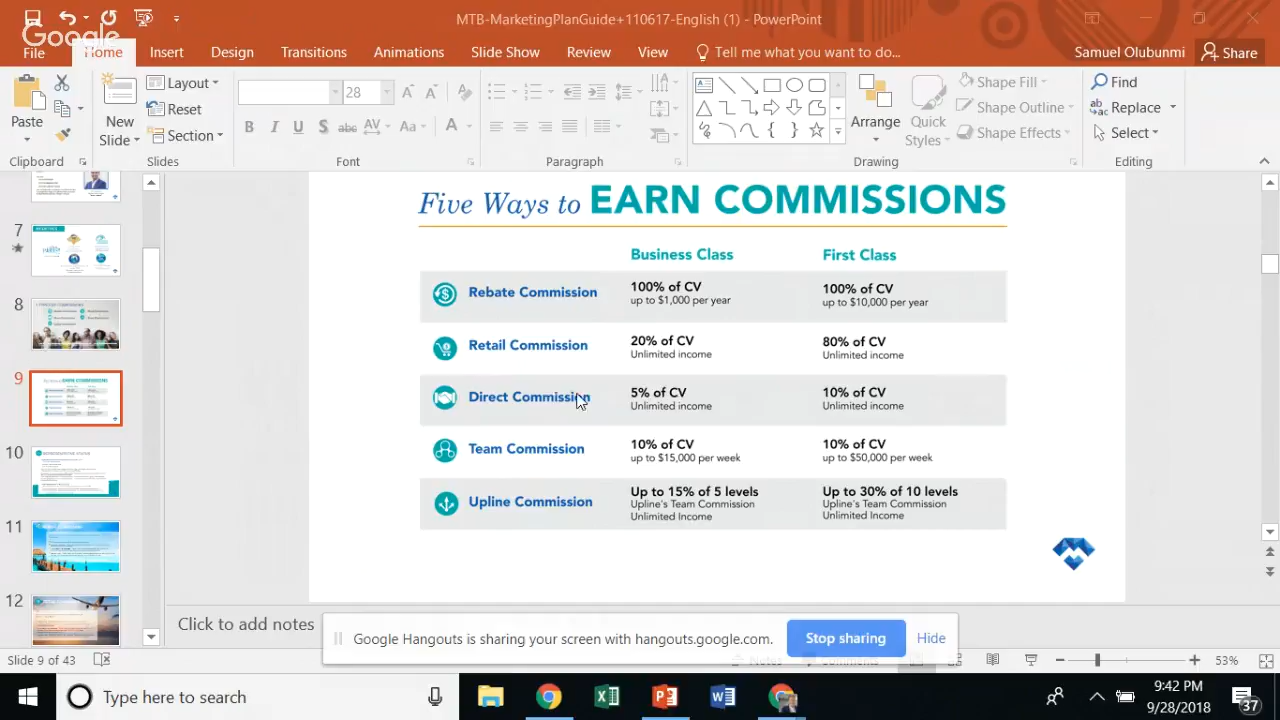 MTB-MarketingPlanGuide+110617-English (1) - PowerPoint
Google
File Home Insert Design Transitions Animations Slide Show Review View Tell me what you want to do... Samuel Olubunmi Share
Paste
New
Slide
Layout
Reset
Section
28
B I U S abc AV Aa A
Arrange
Quick
Styles
Shape Fill
Shape Outline
Shape Effects
Find
Replace
Select
Clipboard Slides Font Paragraph Drawing Editing
7
8
9
10
11
12
Five Ways to EARN COMMISSIONS
Business Class First Class
Rebate Commission
100% of CV
up to $1,000 per year
100% of CV
up to $10,000 per year
Retail Commission
20% of CV
Unlimited income
80% of CV
Unlimited income
Direct Commission
5% of CV
Unlimited income
10% of CV
Unlimited income
Team Commission
10% of CV
up to $15,000 per week
10% of CV
up to $50,000 per week
Upline Commission
Up to 15% of 5 levels
Upline's Team Commission
Unlimited Income
Up to 30% of 10 levels
Upline's Team Commission
Unlimited Income
Click to add notes
Google Hangouts is sharing your screen with hangouts.google.com.
Stop sharing
Hide
Slide 9 of 43
53%
Type here to search
9:42 PM
9/28/2018
37